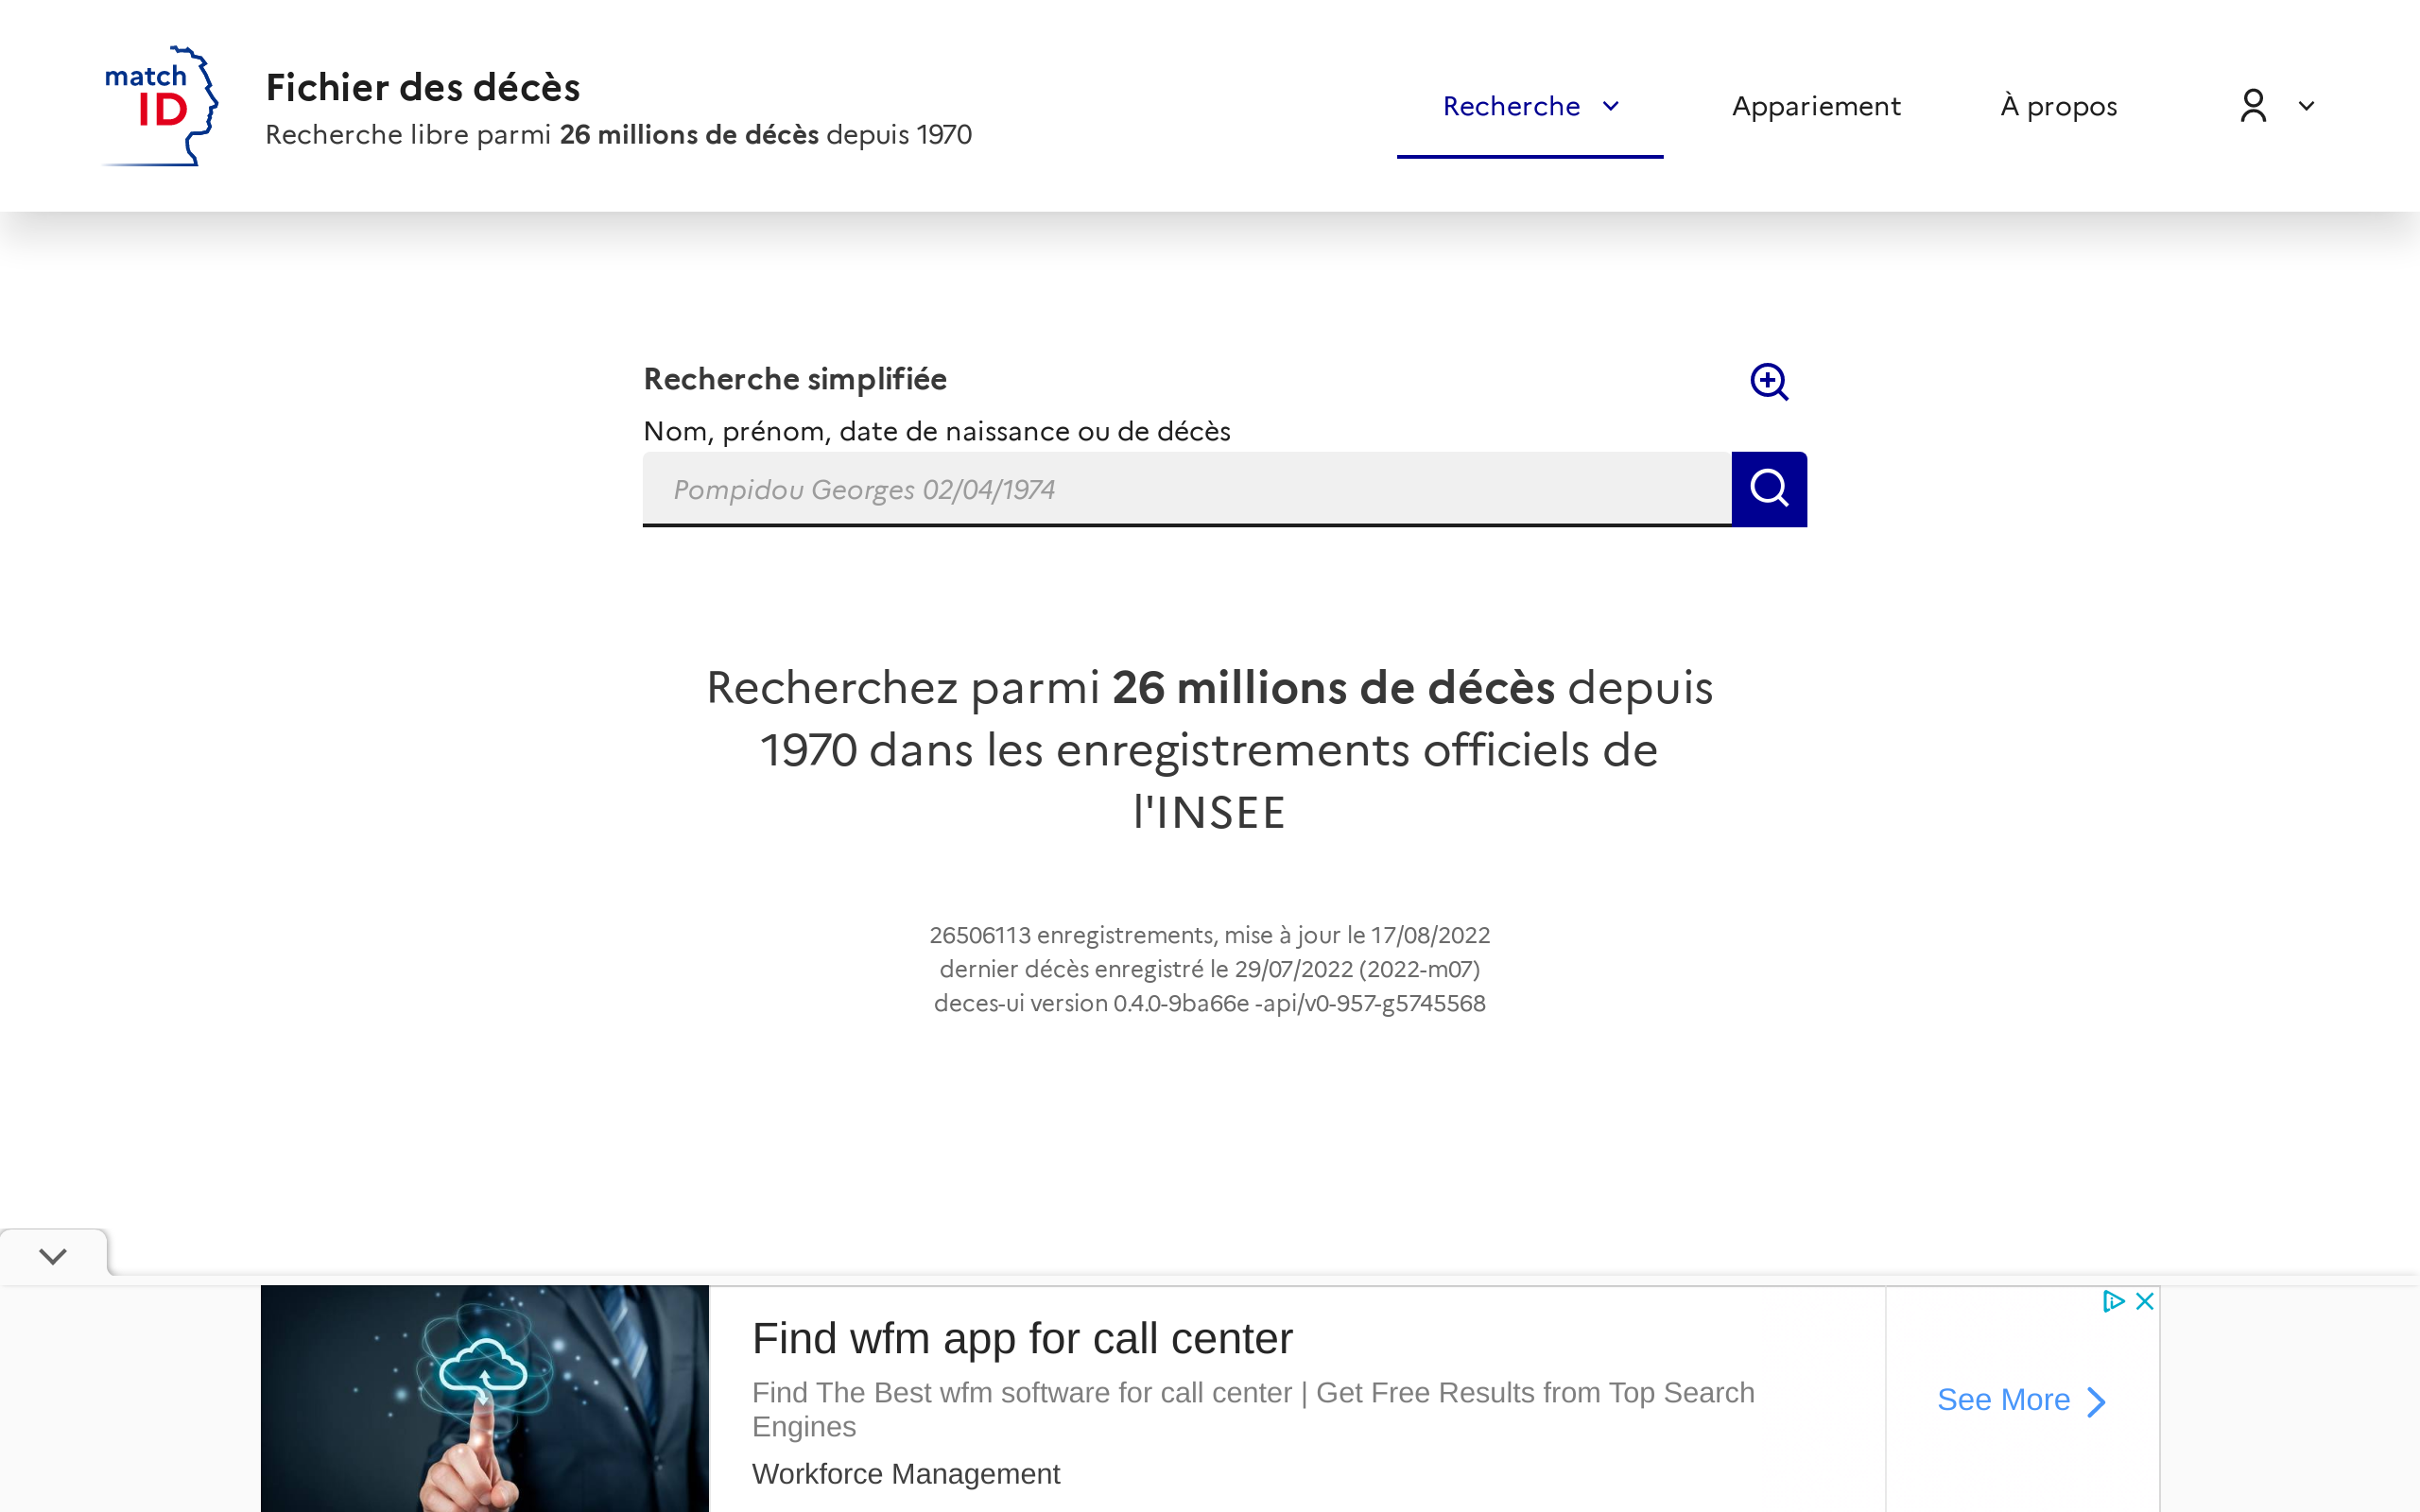 match
ID
Fichier des décès
Recherche libre parmi 26 millions de décès depuis 1970
Recherche
Appariement
À propos
Recherche simplifiée
Nom, prénom, date de naissance ou de décès
Pompidou Georges 02/04/1974
Recherchez parmi 26 millions de décès depuis
1970 dans les enregistrements officiels de
l'INSEE
26506113 enregistrements, mise à jour le 17/08/2022
dernier décès enregistré le 29/07/2022 (2022-m07)
deces-ui version 0.4.0-9ba66e -api/v0-957-g5745568
Find wfm app for call center
Find The Best wfm software for call center | Get Free Results from Top Search
Engines
Workforce Management
See More